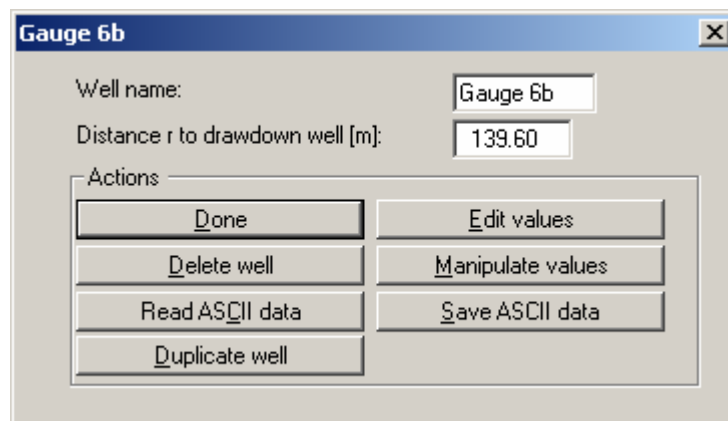 Gauge 6b
Well name: Gauge 6b
Distance r to drawdown well [m]: 139.60
Actions
Done Edit values
Delete well Manipulate values
Read ASCII data Save ASCII data
Duplicate well